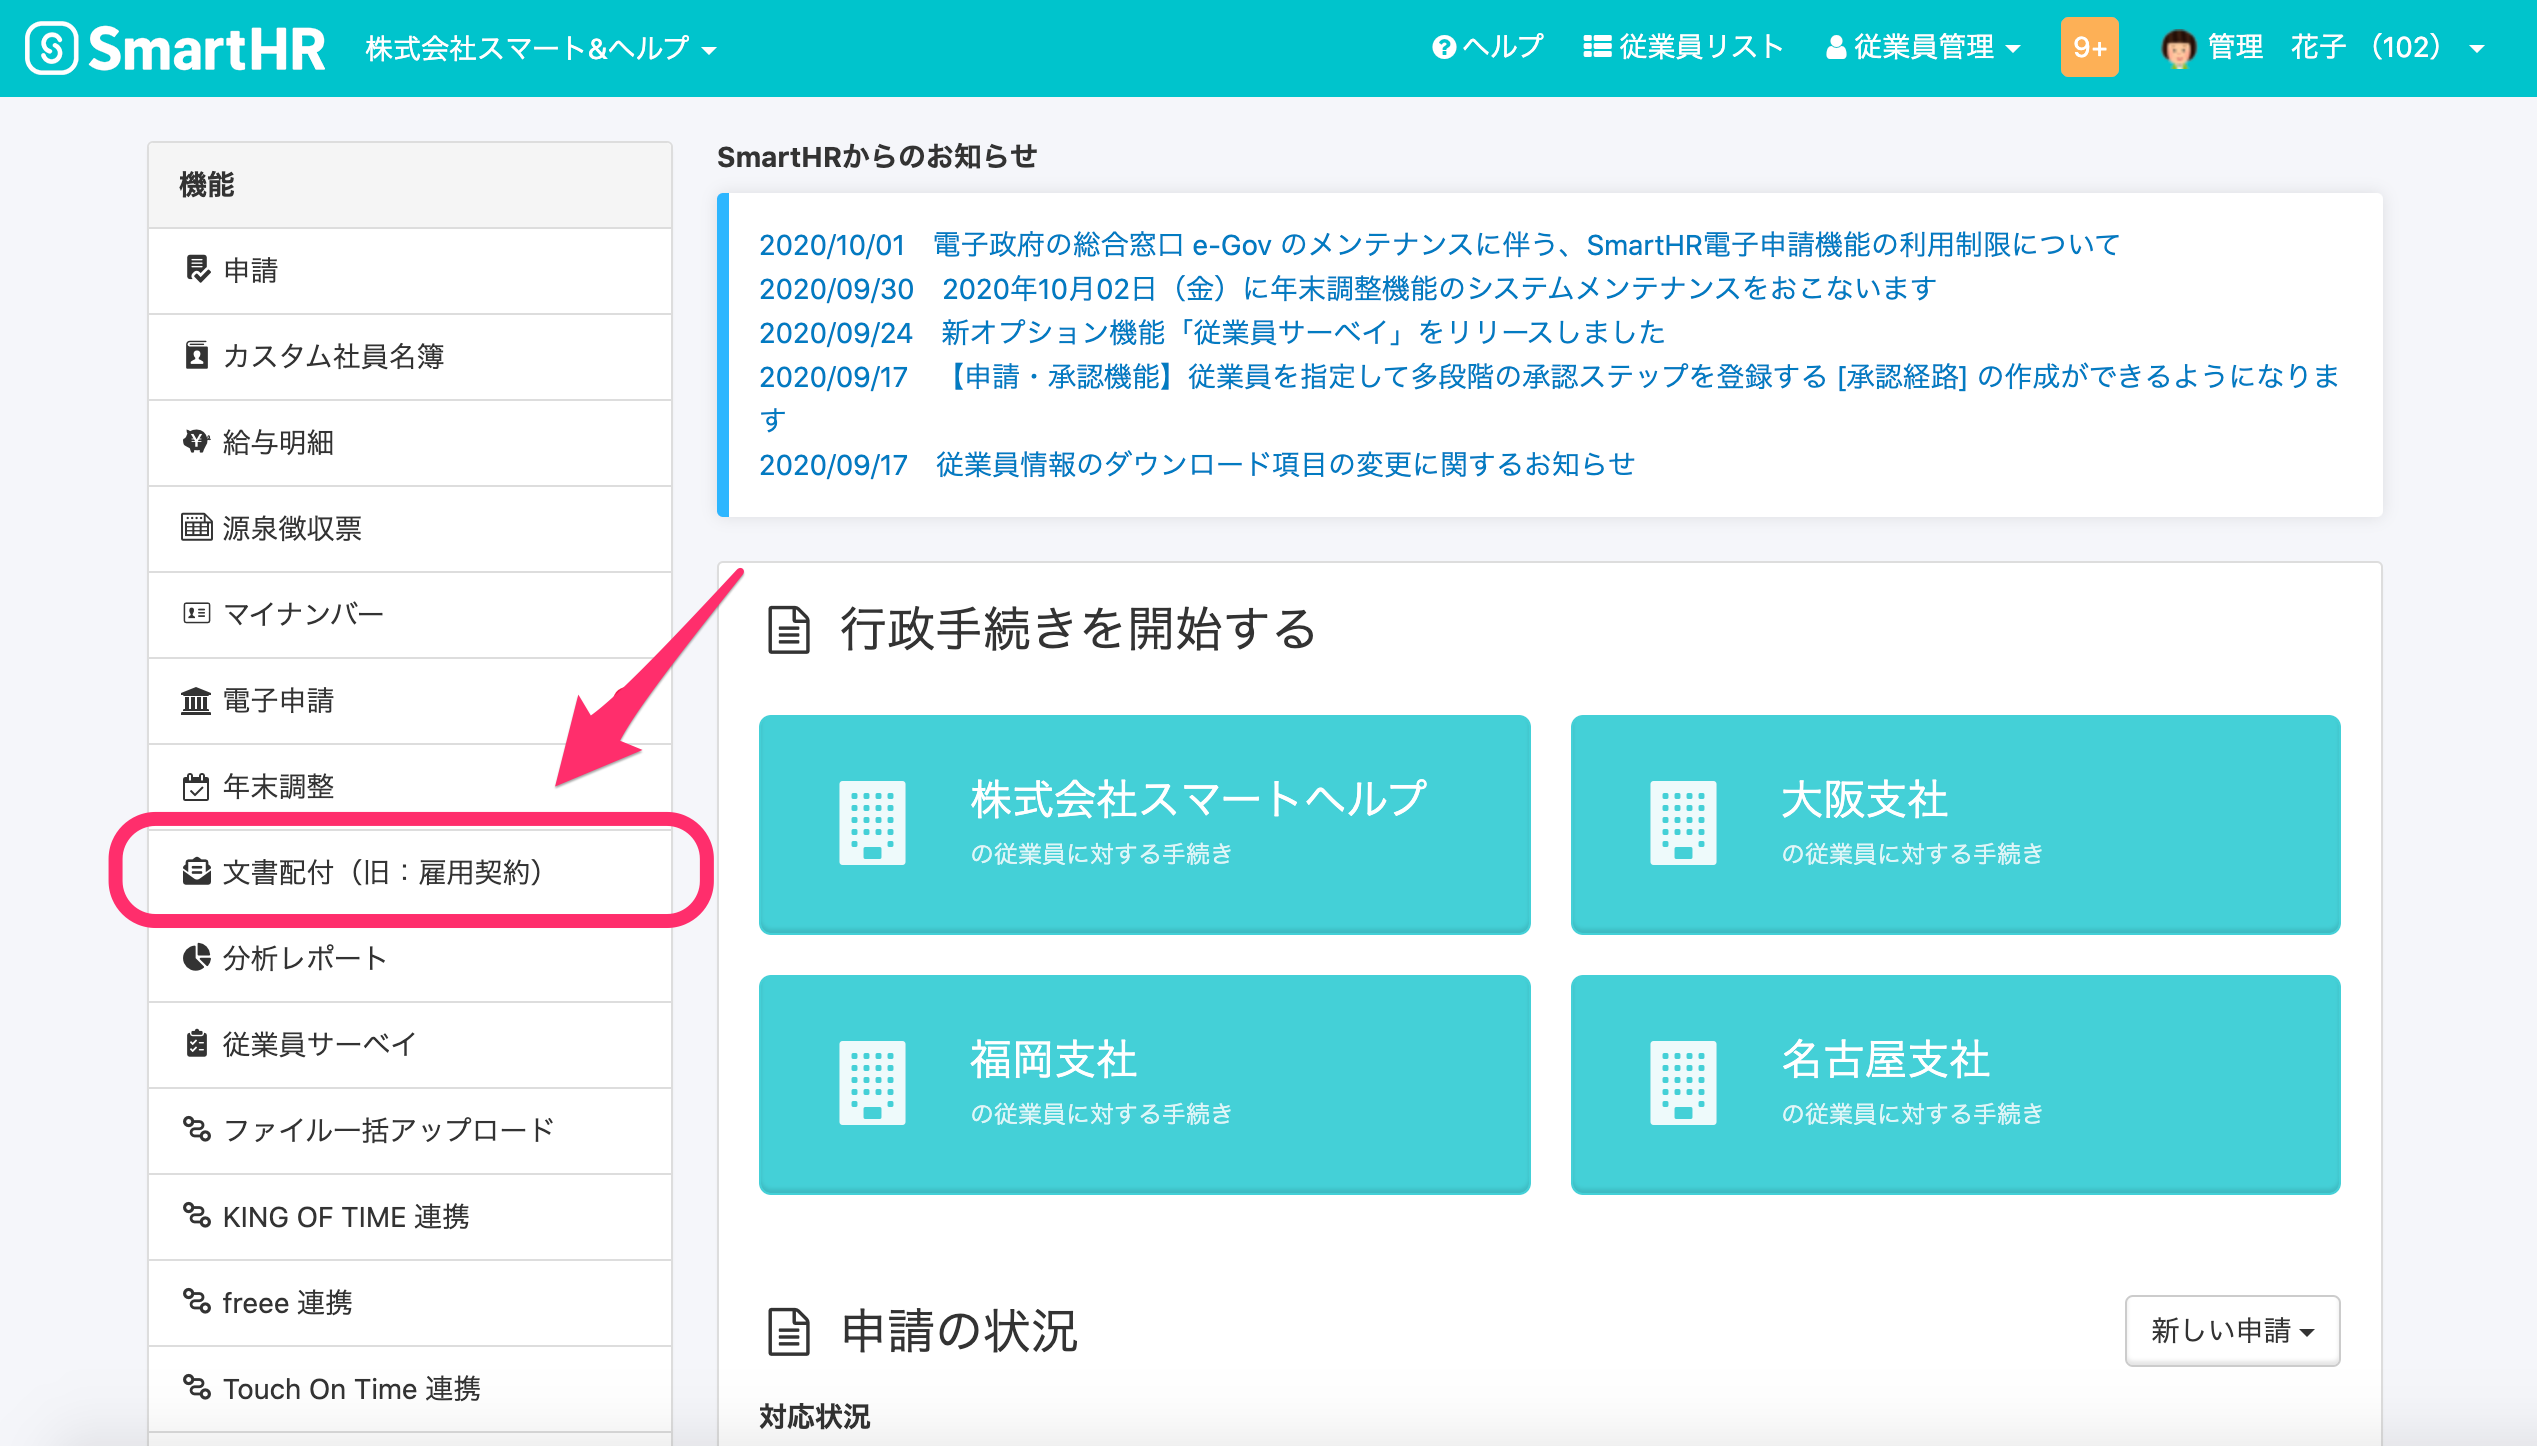 SmartHR 株式会社スマート&ヘルプ ヘルプ 従業員リスト 従業員管理 9+ 管理 花子 （102）
機能
申請
カスタム社員名簿
給与明細
源泉徴収票
マイナンバー
電子申請
年末調整
文書配付（旧：雇用契約）
分析レポート
従業員サーベイ
ファイル一括アップロード
KING OF TIME 連携
freee 連携
Touch On Time 連携
SmartHRからのお知らせ
2020/10/01 電子政府の総合窓口 e-Gov のメンテナンスに伴う、SmartHR電子申請機能の利用制限について
2020/09/30 2020年10月02日（金）に年末調整機能のシステムメンテナンスをおこないます
2020/09/24 新オプション機能「従業員サーベイ」をリリースしました
2020/09/17 【申請・承認機能】従業員を指定して多段階の承認ステップを登録する [承認経路] の作成ができるようになりま
す
2020/09/17 従業員情報のダウンロード項目の変更に関するお知らせ
行政手続きを開始する
株式会社スマートヘルプ
の従業員に対する手続き
大阪支社
の従業員に対する手続き
福岡支社
の従業員に対する手続き
名古屋支社
の従業員に対する手続き
申請の状況
新しい申請
対応状況